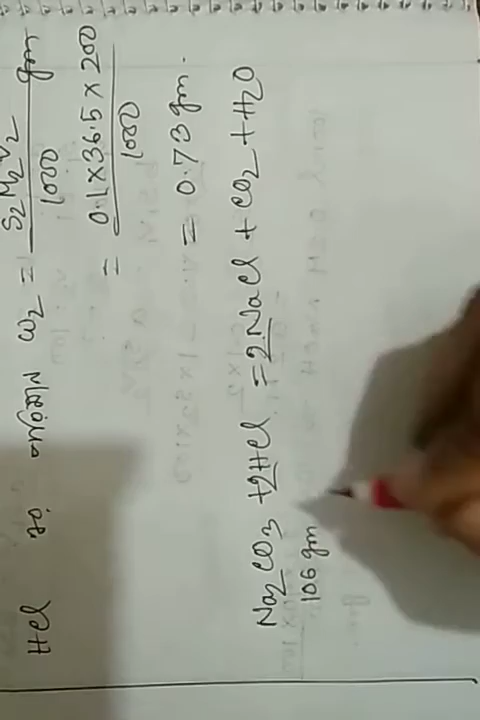 HCl এর দ্রবীভূত w₂ = S₂M₂V₂ / 1000 gm
= 0.1 × 36.5 × 200 / 1000
= 0.73 gm.
Na₂CO₃ + 2HCl = 2NaCl + CO₂ + H₂O
106 gm